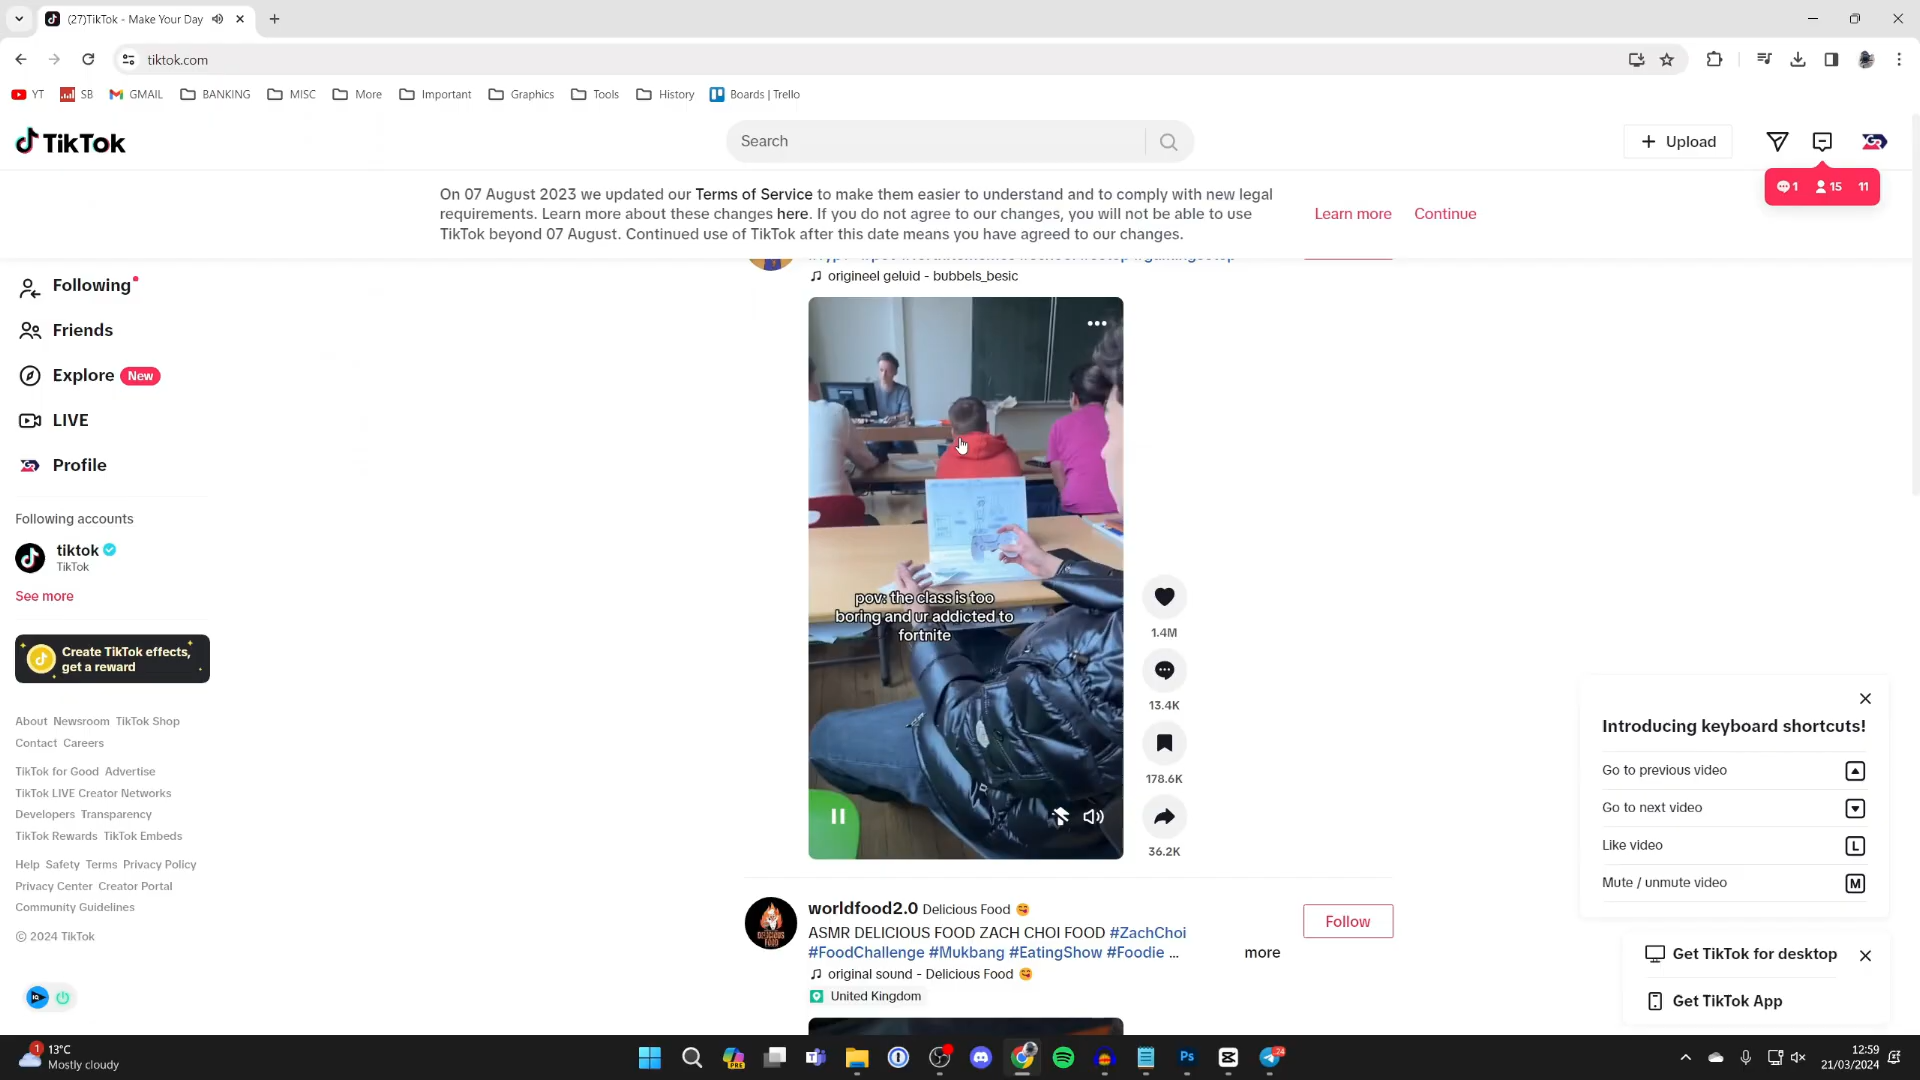 (27)TikTok - Make Your Day
tiktok.com
YT
SB
GMAIL
BANKING
MISC
More
Important
Graphics
Tools
History
Boards | Trello
TikTok
Search
Upload
1 15 11
On 07 August 2023 we updated our Terms of Service to make them easier to understand and to comply with new legal
requirements. Learn more about these changes here. If you do not agree to our changes, you will not be able to use
TikTok beyond 07 August. Continued use of TikTok after this date means you have agreed to our changes.
Learn more
Continue
Following
Friends
Explore New
LIVE
Profile
Following accounts
tiktok
TikTok
See more
Create TikTok effects,
get a reward
About Newsroom TikTok Shop
Contact Careers
TikTok for Good Advertise
TikTok LIVE Creator Networks
Developers Transparency
TikTok Rewards TikTok Embeds
Help Safety Terms Privacy Policy
Privacy Center Creator Portal
Community Guidelines
© 2024 TikTok
origineel geluid - bubbels_besic
pov: the class is too
boring and ur addicted to
fortnite
1.4M
13.4K
178.6K
36.2K
worldfood2.0 Delicious Food 😋
Follow
ASMR DELICIOUS FOOD ZACH CHOI FOOD #ZachChoi
#FoodChallenge #Mukbang #EatingShow #Foodie ...
more
original sound - Delicious Food 😋
United Kingdom
Introducing keyboard shortcuts!
Go to previous video
Go to next video
Like video L
Mute / unmute video M
Get TikTok for desktop
Get TikTok App
1
13°C
Mostly cloudy
PRE
Ps
24
12:59
21/03/2024